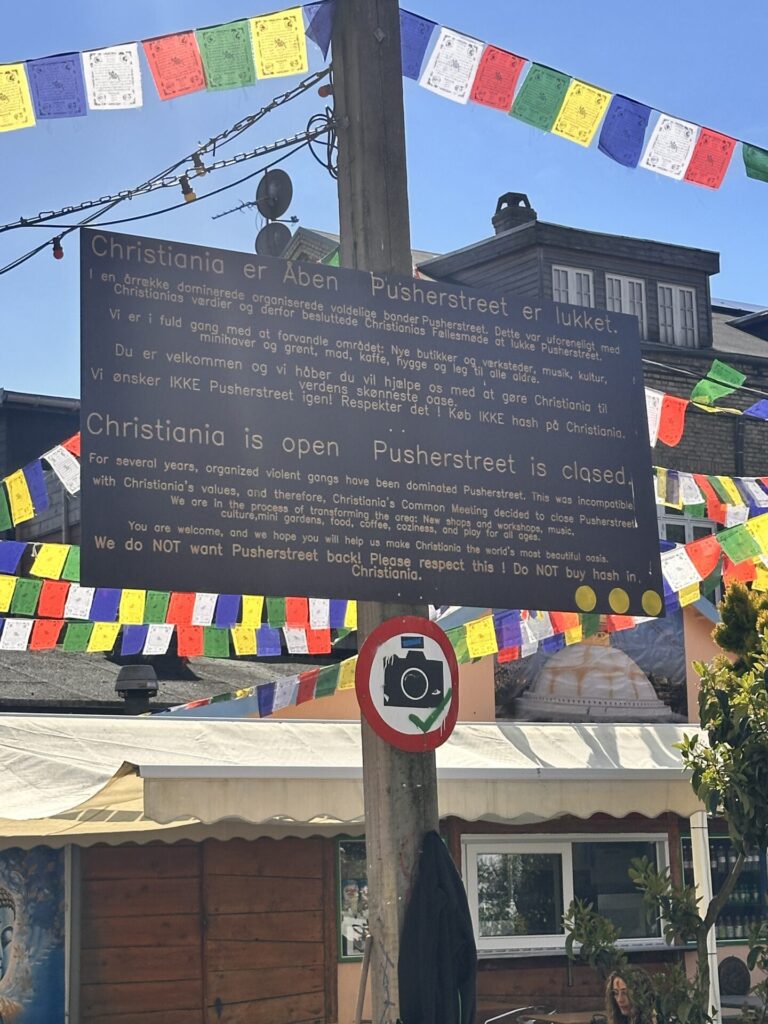 Christiania er Åben Pusherstreet er lukket.
I en årrække dominerede organiserede voldelige bander Pusherstreet. Dette var uforeneligt med
Christianias værdier og derfor besluttede Christianias Fællesmøde at lukke Pusherstreet.
Vi er i fuld gang med at forvandle området: Nye butikker og værksteder, musik, kultur,
minihaver og grønt, mad, kaffe, hygge og leg til alle aldre.
Du er velkommen og vi håber du vil hjælpe os med at gøre Christiania til
verdens skønneste oase.
Vi ønsker IKKE Pusherstreet igen! Respekter det ! Køb IKKE hash på Christiania.
Christiania is open Pusherstreet is closed.
For several years, organized violent gangs have been dominated Pusherstreet. This was incompatible
with Christiania's values, and therefore, Christiania's Common Meeting decided to close Pusherstreet
We are in the process of transforming the area: New shops and workshops, music,
culture,mini gardens, food, coffee, coziness, and play for all ages.
You are welcome, and we hope you will help us make Christiania the world's most beautiful oasis.
We do NOT want Pusherstreet back! Please respect this ! Do NOT buy hash in
Christiania.